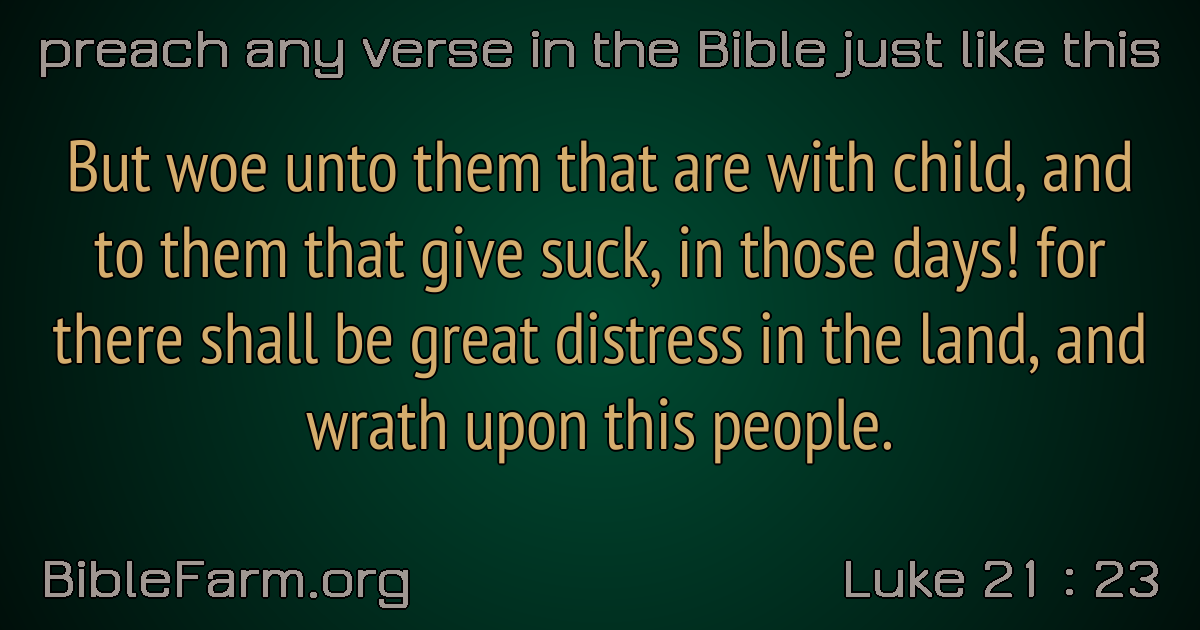 preach any verse in the Bible just like this
But woe unto them that are with child, and
to them that give suck, in those days! for
there shall be great distress in the land, and
wrath upon this people.
BibleFarm.org
Luke 21 : 23